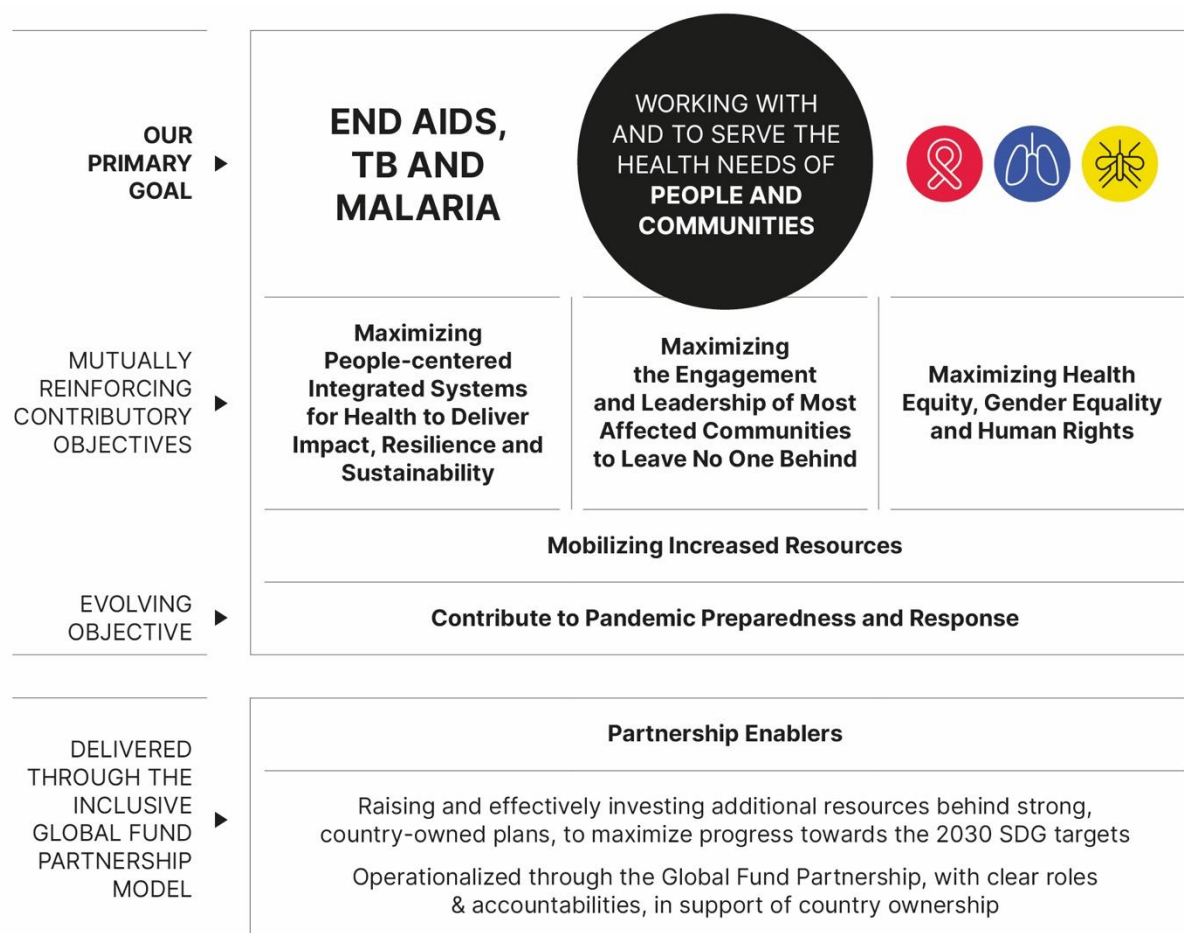 OUR
PRIMARY
GOAL
END AIDS,
TB AND
MALARIA
WORKING WITH
AND TO SERVE THE
HEALTH NEEDS OF
PEOPLE AND
COMMUNITIES
MUTUALLY
REINFORCING
CONTRIBUTORY
OBJECTIVES
Maximizing
People-centered
Integrated Systems
for Health to Deliver
Impact, Resilience and
Sustainability
Maximizing
the Engagement
and Leadership of Most
Affected Communities
to Leave No One Behind
Maximizing Health
Equity, Gender Equality
and Human Rights
Mobilizing Increased Resources
EVOLVING
OBJECTIVE
Contribute to Pandemic Preparedness and Response
DELIVERED
THROUGH THE
INCLUSIVE
GLOBAL FUND
PARTNERSHIP
MODEL
Partnership Enablers
Raising and effectively investing additional resources behind strong,
country-owned plans, to maximize progress towards the 2030 SDG targets
Operationalized through the Global Fund Partnership, with clear roles
& accountabilities, in support of country ownership